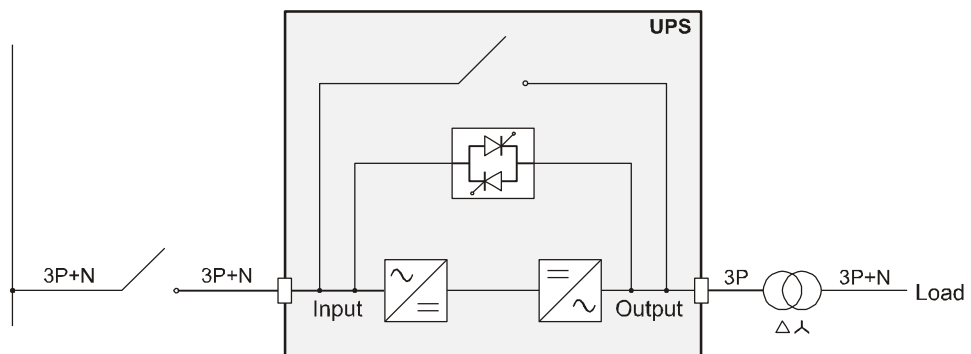 UPS
3P+N
3P+N
Input
Output
3P
3P+N
Load